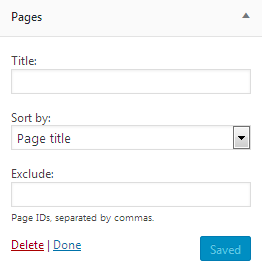 Pages
Title:
Sort by:
Page title
Exclude:
Page IDs, separated by commas.
Delete | Done
Saved